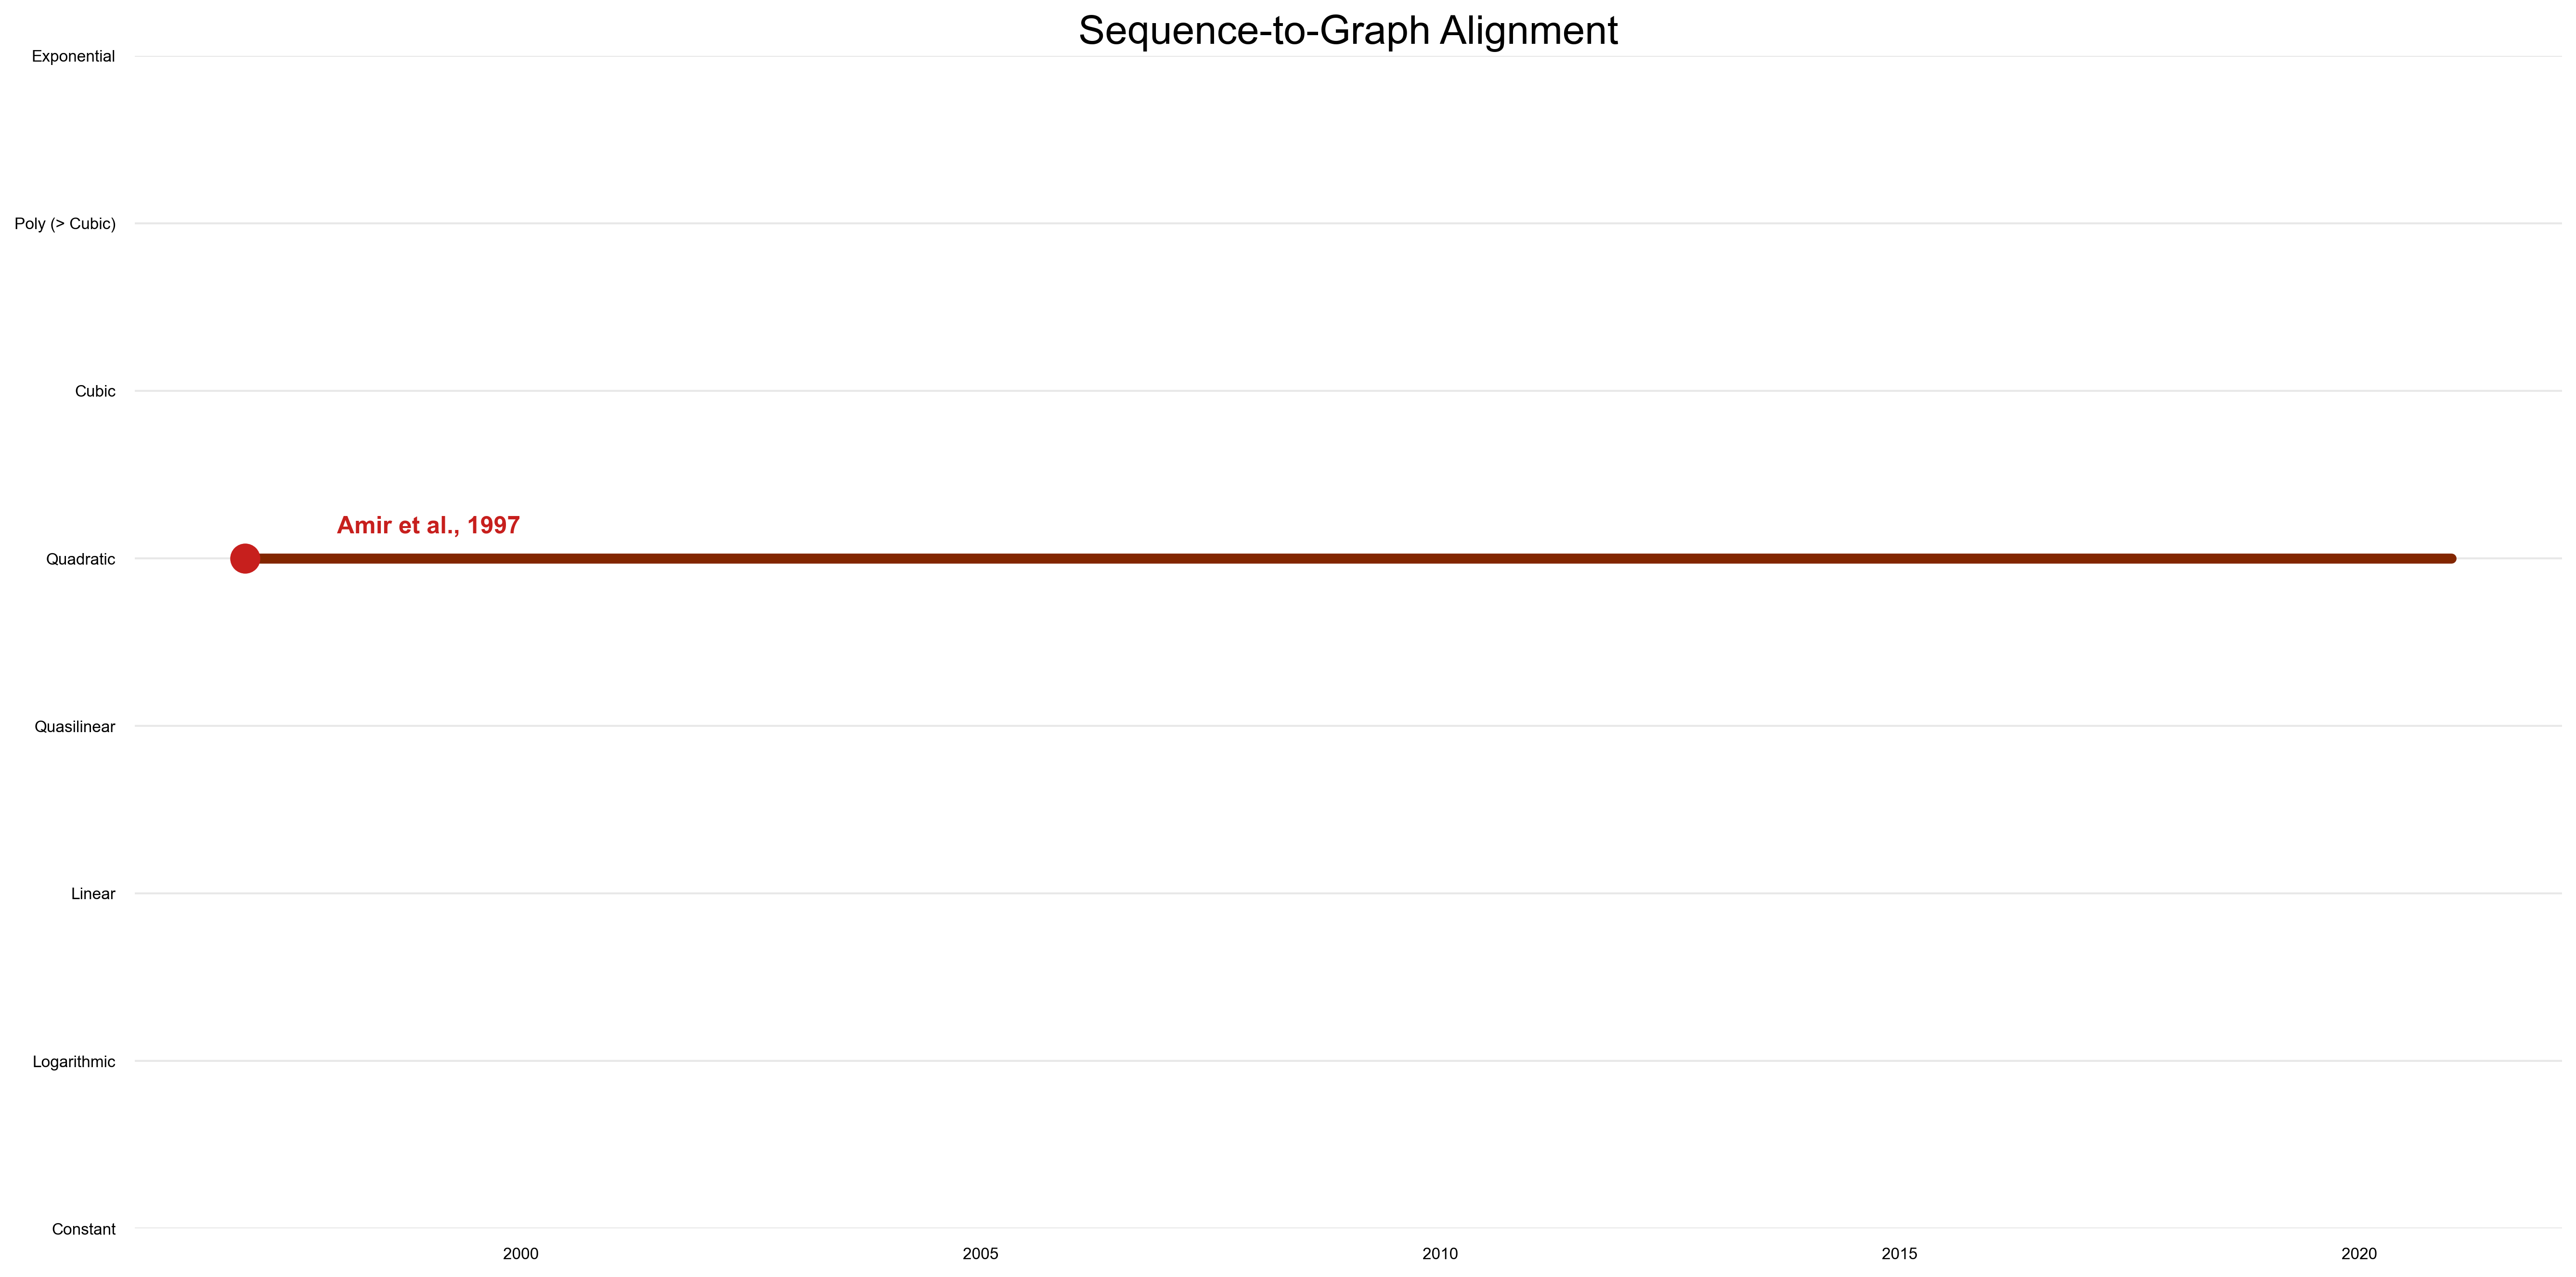 Sequence-to-Graph Alignment
Exponential
Poly (> Cubic)
Cubic
Amir et al., 1997
Quadratic
Quasilinear
Linear
Logarithmic
Constant
2000 2005 2010 2015 2020